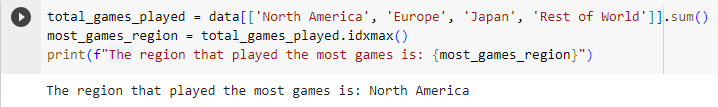 total_games_played = data[['North America', 'Europe', 'Japan', 'Rest of World']].sum()
most_games_region = total_games_played.idxmax()
print(f"The region that played the most games is: {most_games_region}")
The region that played the most games is: North America